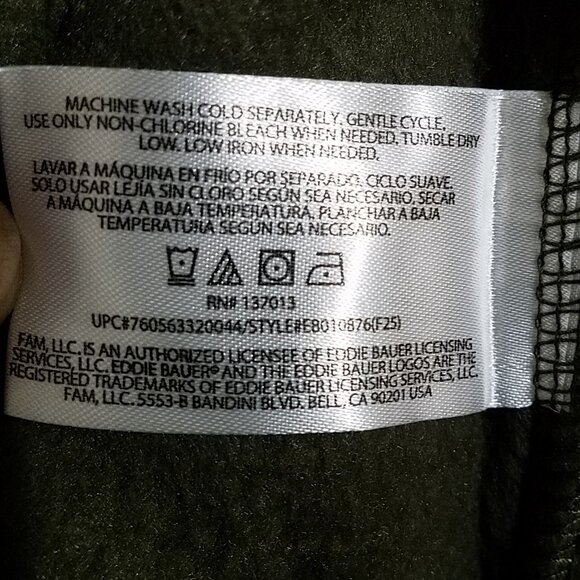 MACHINE WASH COLD SEPARATELY, GENTLE CYCLE,
USE ONLY NON-CHLORINE BLEACH WHEN NEEDED, TUMBLE DRY
LOW. LOW IRON WHEN NEEDED.
LAVAR A MÁQUINA EN FRÍO POR SEPARADO, CICLO SUAVE,
SOLO USAR LEJÍA SIN CLORO SEGÚN SEA NECESARIO, SECAR
A MÁQUINA A BAJA TEMPERATURA, PLANCHAR A BAJA
TEMPERATURA SEGÚN SEA NECESARIO.
RN# 137013
UPC#760563320044/STYLE#EB010876(F25)
FAM, LLC. IS AN AUTHORIZED LICENSEE OF EDDIE BAUER LICENSING
SERVICES, LLC. EDDIE BAUER® AND THE EDDIE BAUER LOGOS ARE THE
REGISTERED TRADEMARKS OF EDDIE BAUER LICENSING SERVICES, LLC.
FAM, LLC. 5553-B BANDINI BLVD. BELL, CA 90201 USA